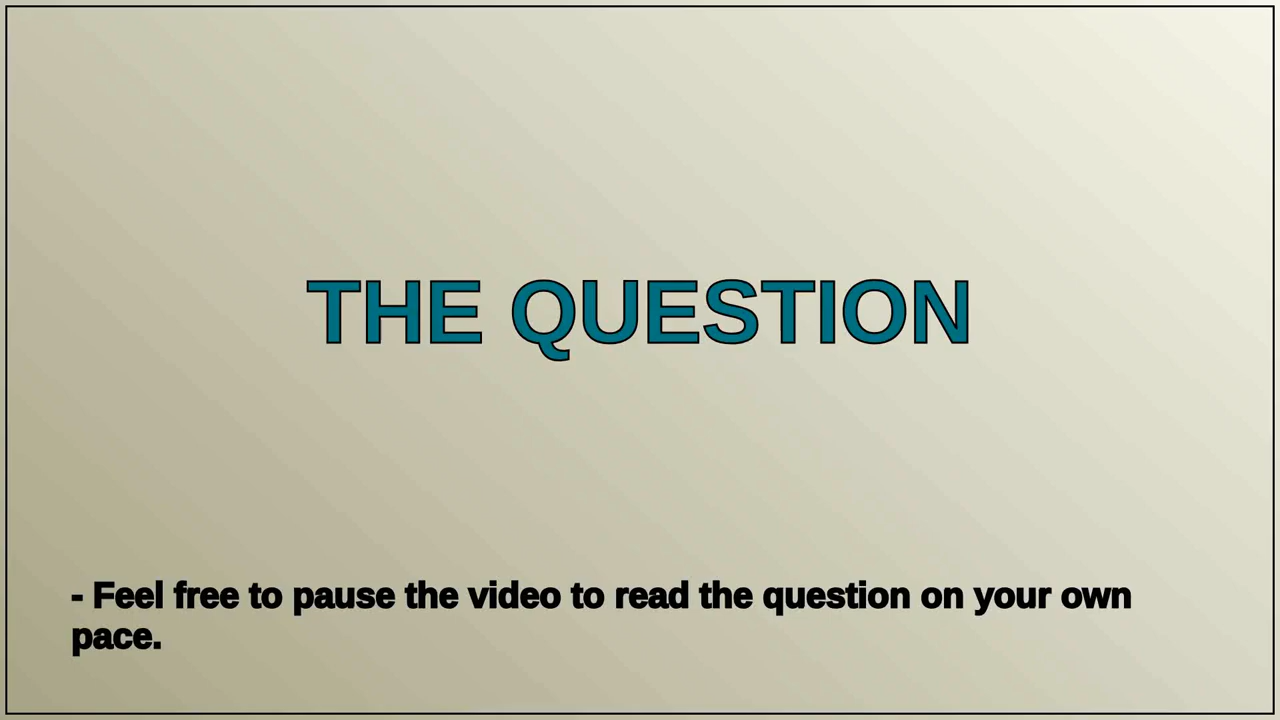 THE QUESTION
- Feel free to pause the video to read the question on your own
pace.